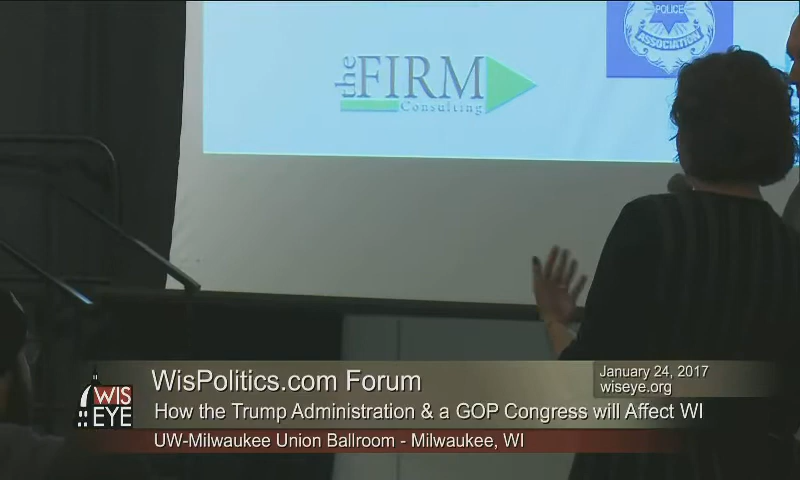 POLICE
ASSOCIATION
the FIRM
Consulting
WisPolitics.com Forum
January 24, 2017
wiseye.org
WIS
EYE
How the Trump Administration & a GOP Congress will Affect WI
UW-Milwaukee Union Ballroom - Milwaukee, WI